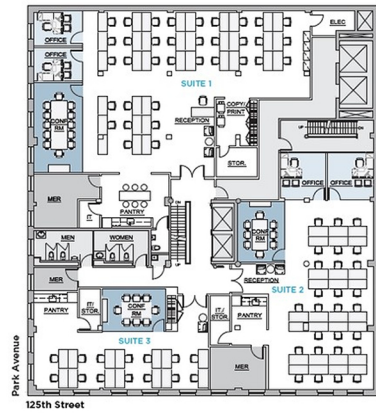 ELEC
OFFICE
OFFICE
SUITE 1
COPY/
PRINT
CONF
RM
RECEPTION
UP
STOR.
OFFICE
OFFICE
MER
IT
PANTRY
CONF
RM
MEN
WOMEN
MER
RECEPTION
SUITE 2
PANTRY
IT/
STOR.
CONF
RM
IT/
STOR.
PANTRY
SUITE 3
MER
Park Avenue
125th Street